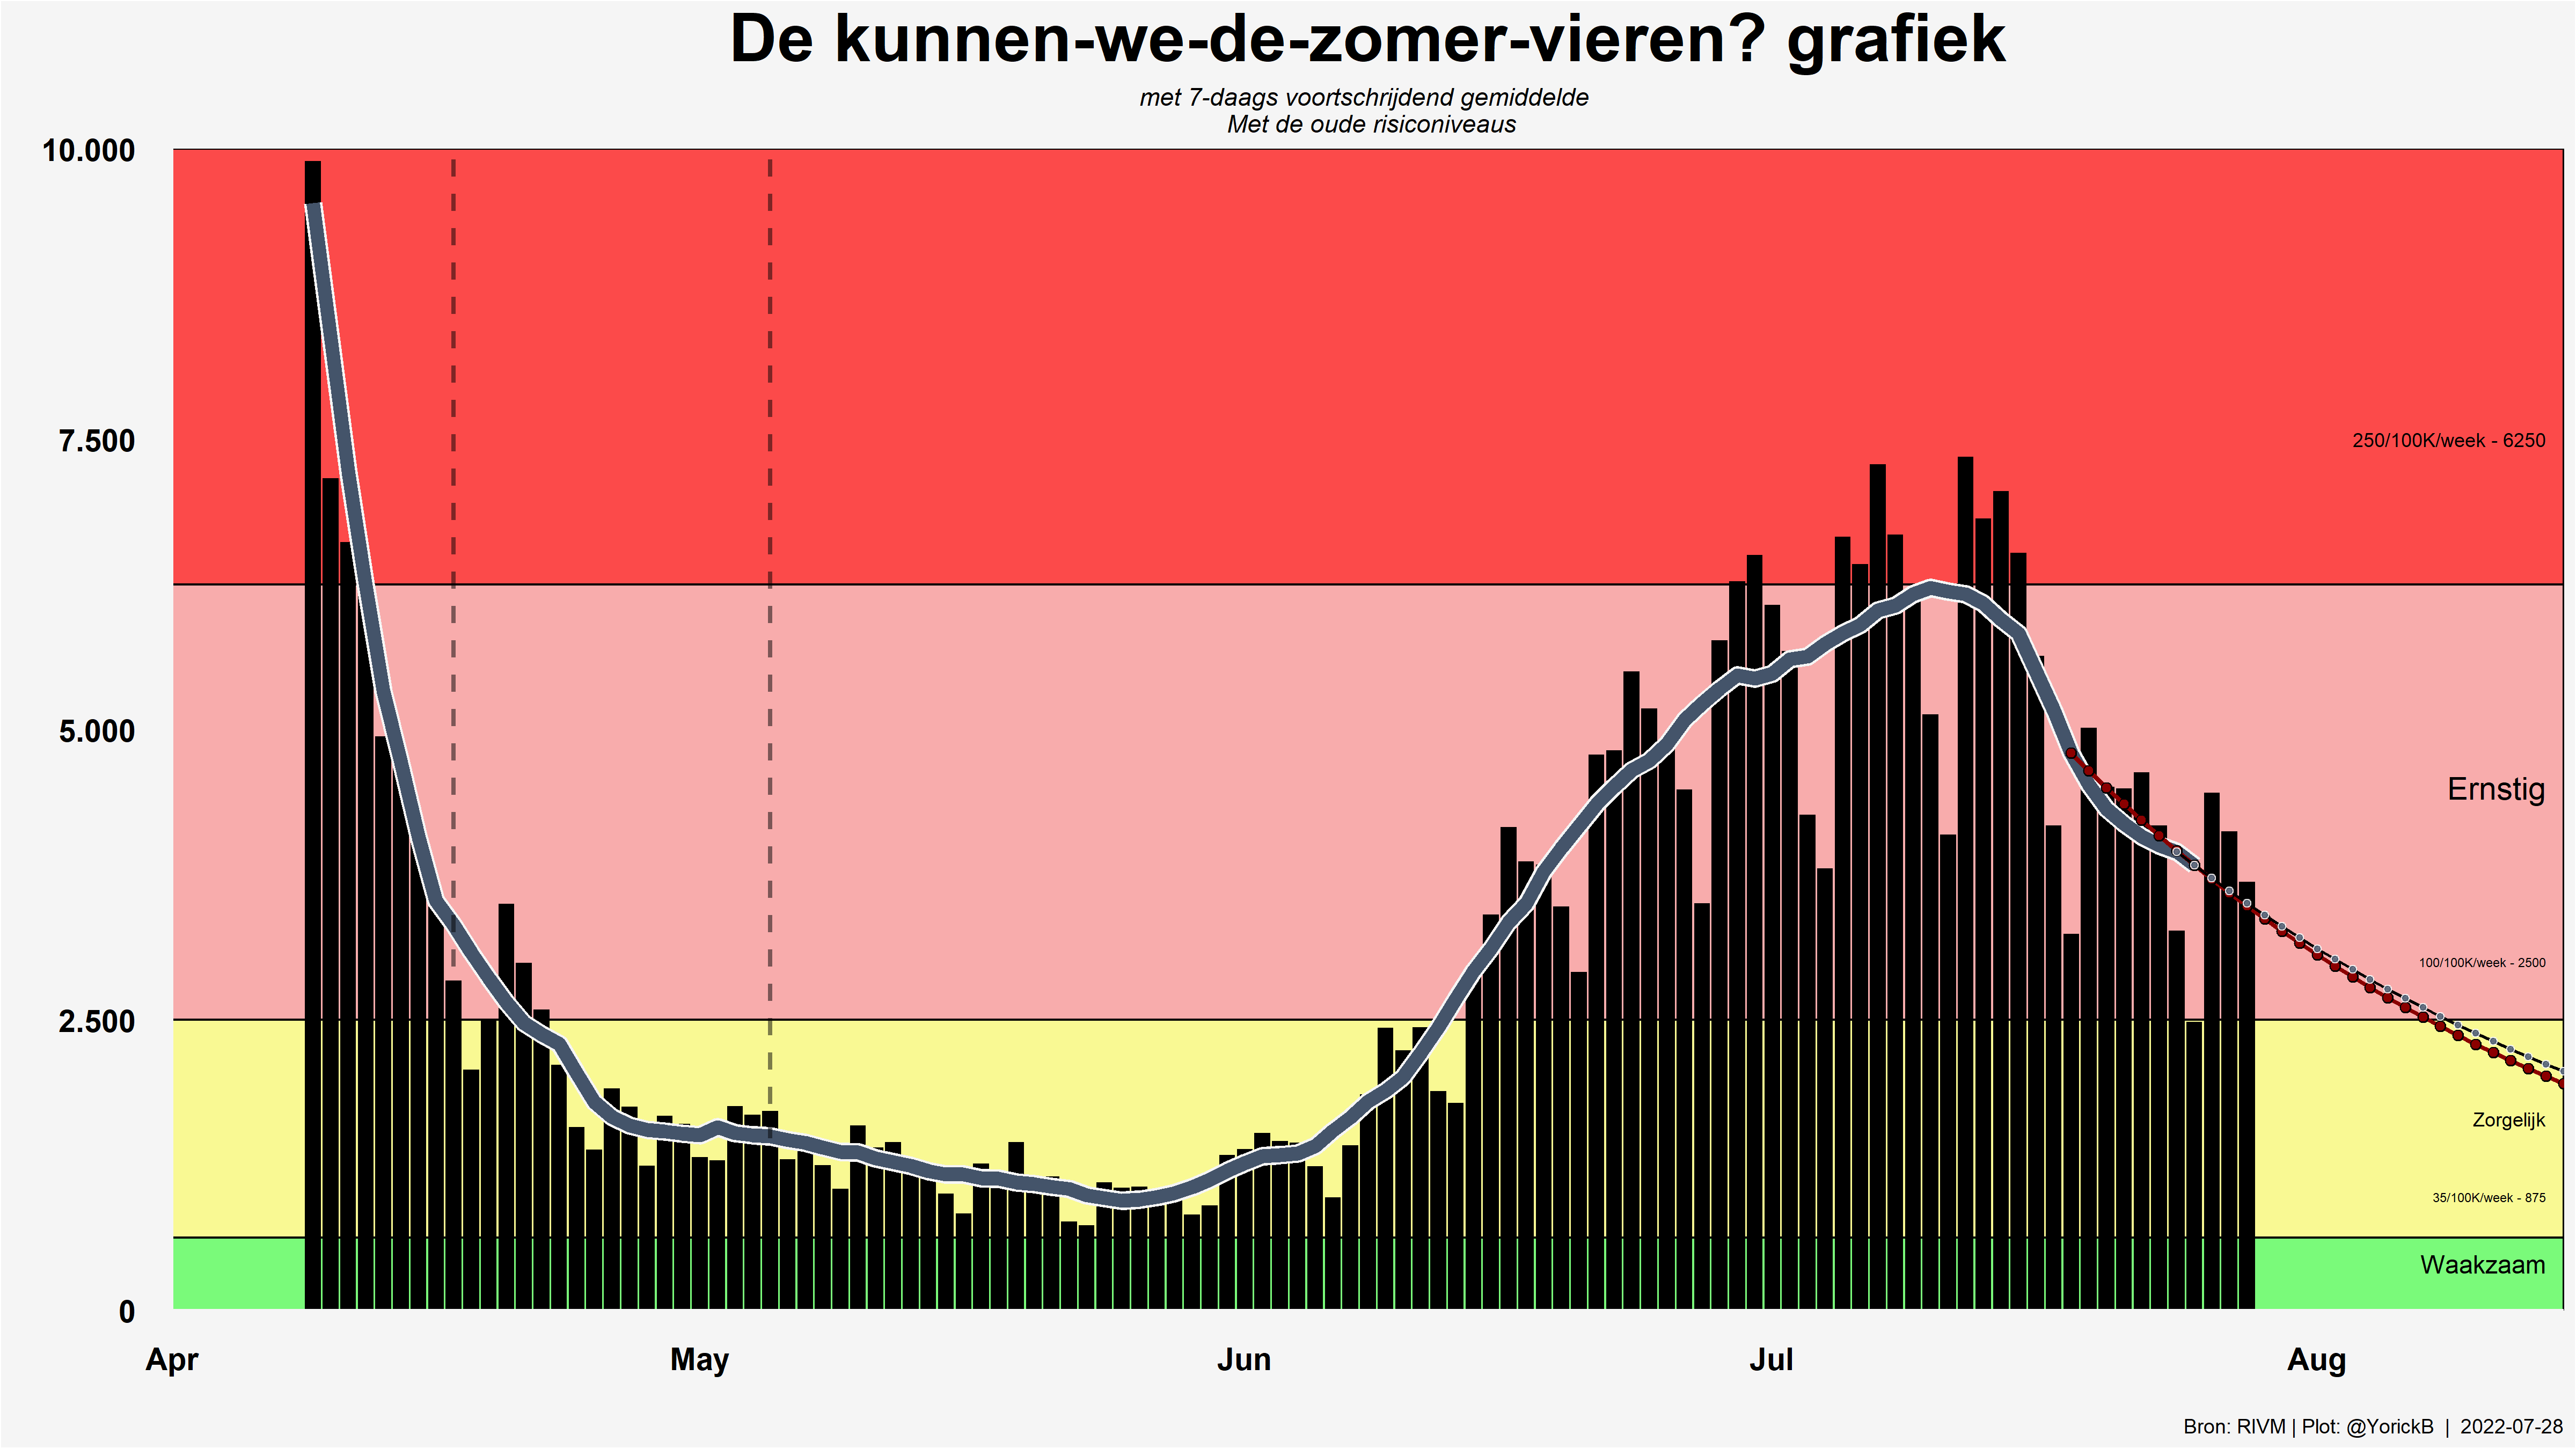 De kunnen-we-de-zomer-vieren? grafiek
met 7-daags voortschrijdend gemiddelde
Met de oude risiconiveaus
10.000
7.500
250/100K/week - 6250
5.000
Ernstig
100/100K/week - 2500
2.500
Zorgelijk
35/100K/week - 875
Waakzaam
0
Apr May Jun Jul Aug
Bron: RIVM | Plot: @YorickB | 2022-07-28